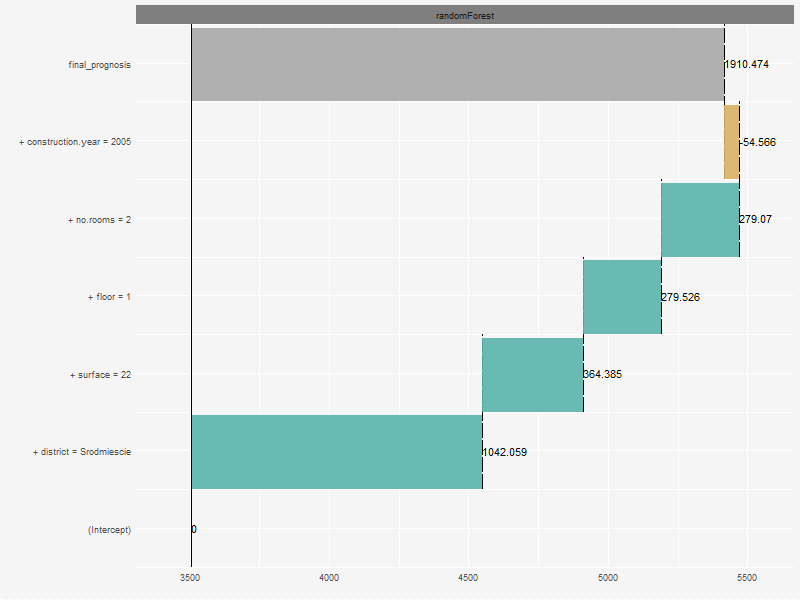 randomForest
final_prognosis
1910.474
+ construction.year = 2005
-54.566
+ no.rooms = 2
279.07
+ floor = 1
279.526
+ surface = 22
364.385
+ district = Srodmiescie
1042.059
(Intercept)
0
3500 4000 4500 5000 5500